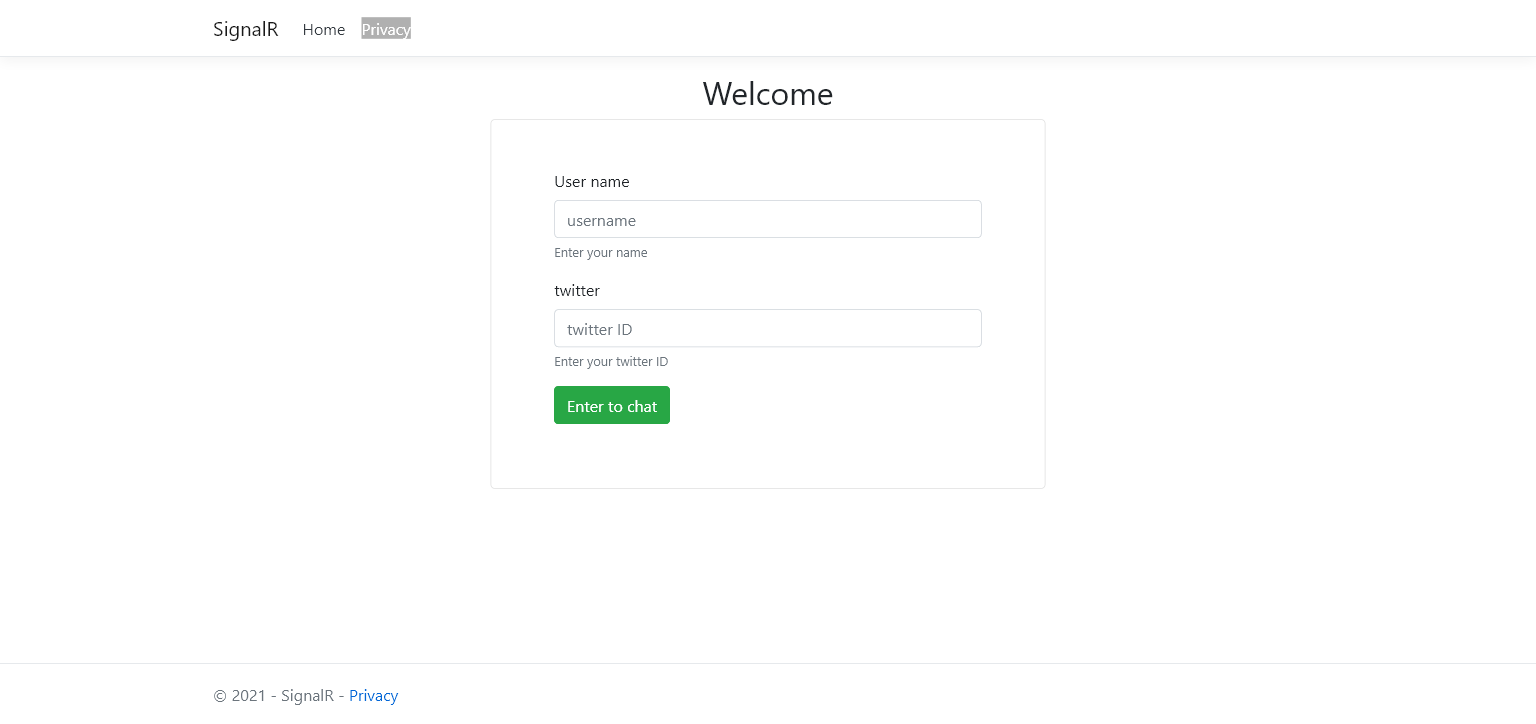 SignalR Home Privacy
Welcome
User name
username
Enter your name
twitter
twitter ID
Enter your twitter ID
Enter to chat
© 2021 - SignalR - Privacy